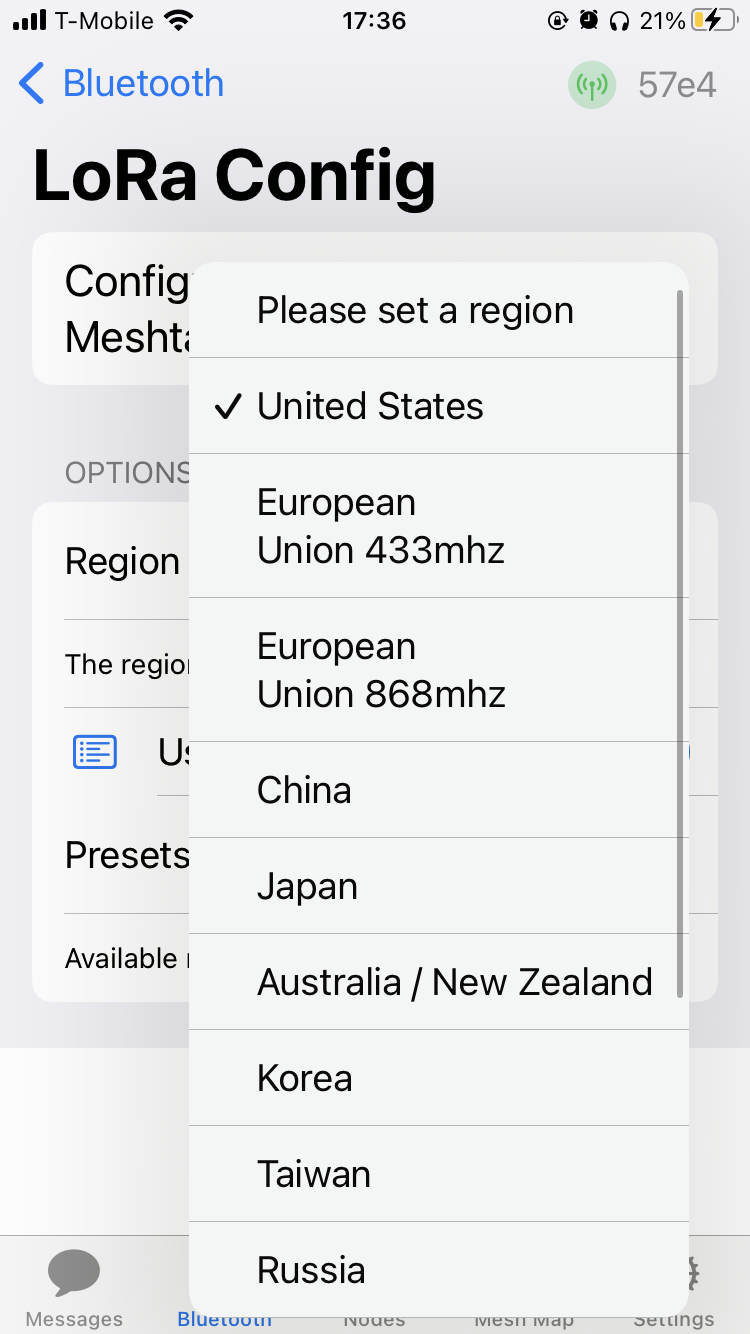 T-Mobile 17:36 21%
Bluetooth 57e4
LoRa Config
Config
Meshta
OPTIONS
Region
The region
Presets
Available
Please set a region
United States
European
Union 433mhz
European
Union 868mhz
China
Japan
Australia / New Zealand
Korea
Taiwan
Russia
Messages Bluetooth Nodes Mesh Map Settings